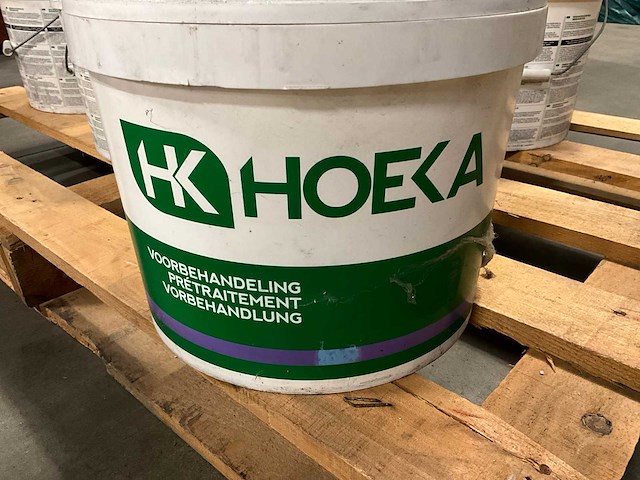 HK HOEKA
VOORBEHANDELING
PRÉTRAITEMENT
VORBEHANDLUNG